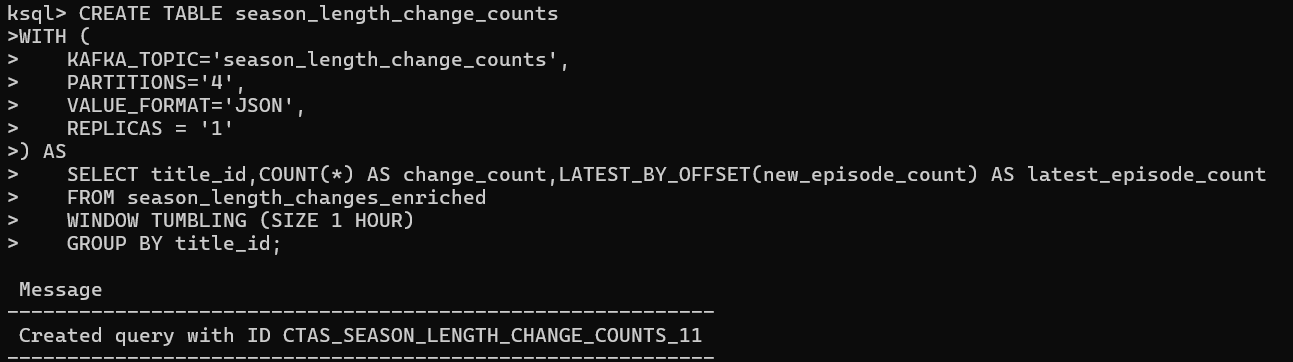 ksql> CREATE TABLE season_length_change_counts
>WITH (
>    KAFKA_TOPIC='season_length_change_counts',
>    PARTITIONS='4',
>    VALUE_FORMAT='JSON',
>    REPLICAS = '1'
>) AS
>    SELECT title_id,COUNT(*) AS change_count,LATEST_BY_OFFSET(new_episode_count) AS latest_episode_count
>    FROM season_length_changes_enriched
>    WINDOW TUMBLING (SIZE 1 HOUR)
>    GROUP BY title_id;
 Message
-----------------------------------------------------------
 Created query with ID CTAS_SEASON_LENGTH_CHANGE_COUNTS_11
-----------------------------------------------------------